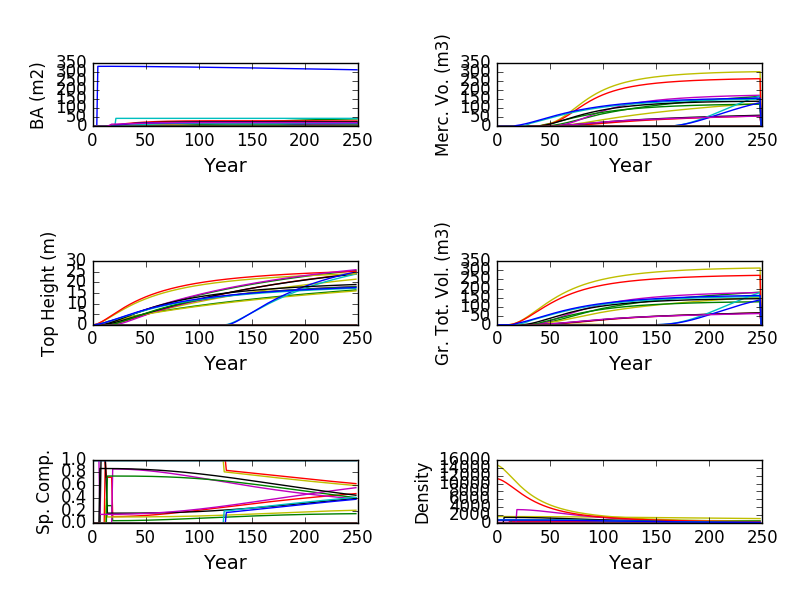 BA (m2)
350
300
250
200
150
100
50
0
0 50 100 150 200 250
Year
Merc. Vo. (m3)
350
300
250
200
150
100
50
0
0 50 100 150 200 250
Year
Top Height (m)
30
25
20
15
10
5
0
0 50 100 150 200 250
Year
Gr. Tot. Vol. (m3)
350
300
250
200
150
100
50
0
0 50 100 150 200 250
Year
Sp. Comp.
1.0
0.8
0.6
0.4
0.2
0.0
0 50 100 150 200 250
Year
Density
16000
14000
12000
10000
8000
6000
4000
2000
0
0 50 100 150 200 250
Year